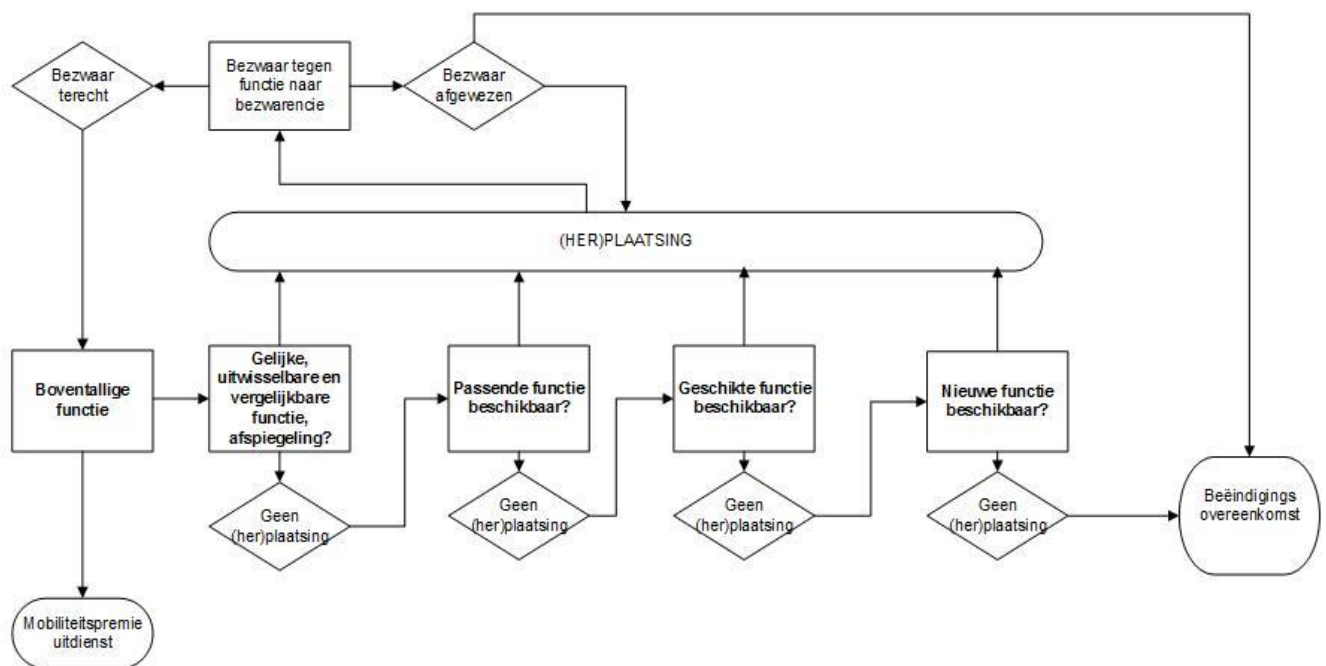 Bezwaar
terecht
Bezwaar tegen
functie naar
bezwarencie
Bezwaar
afgewezen
(HER)PLAATSING
Boventallige
functie
Gelijke,
uitwisselbare en
vergelijkbare
functie,
afspiegeling?
Passende functie
beschikbaar?
Geschikte functie
beschikbaar?
Nieuwe functie
beschikbaar?
Geen
(her)plaatsing
Geen
(her)plaatsing
Geen
(her)plaatsing
Geen
(her)plaatsing
Beëindigings
overeenkomst
Mobiliteitspremie
uitdienst